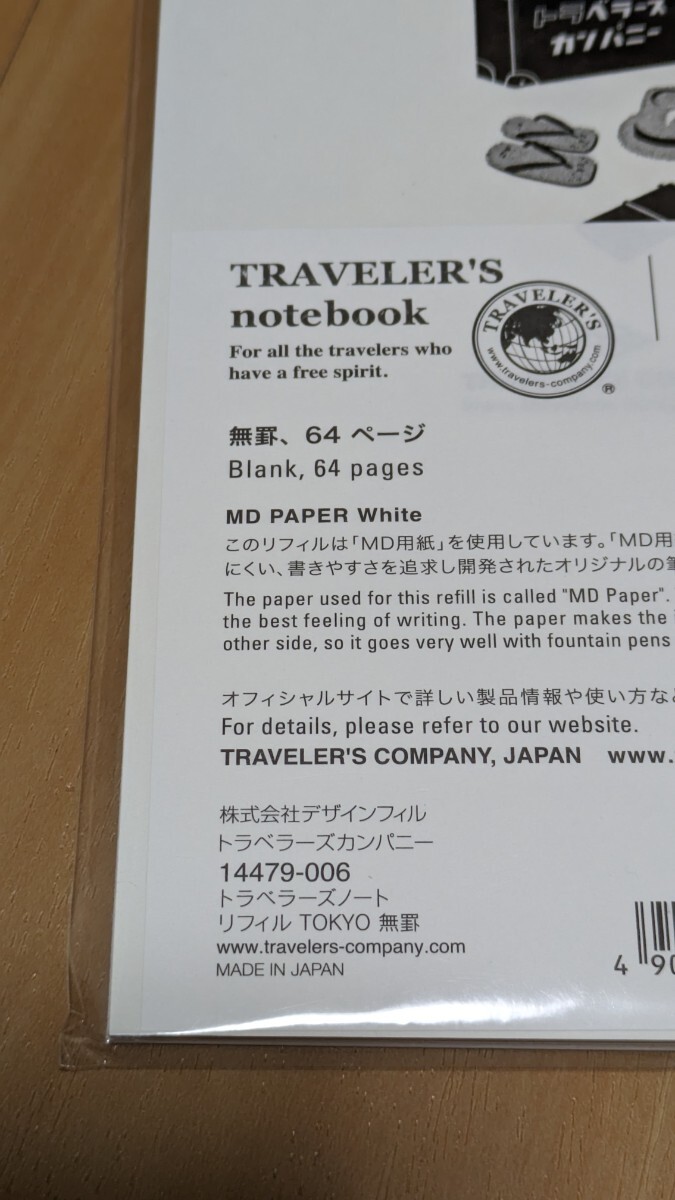 トラベラーズ
カンパニー
TRAVELER'S
notebook
For all the travelers who
have a free spirit.
TRAVELER'S
www.travelers-company.com
®
無罫、64 ページ
Blank, 64 pages
MD PAPER White
このリフィルは「MD用紙」を使用しています。「MD用
にくい、書きやすさを追求し開発されたオリジナルの筆
The paper used for this refill is called "MD Paper".
the best feeling of writing. The paper makes the
other side, so it goes very well with fountain pens
オフィシャルサイトで詳しい製品情報や使い方など
For details, please refer to our website.
TRAVELER'S COMPANY, JAPAN www.
株式会社デザインフィル
トラベラーズカンパニー
14479-006
トラベラーズノート
リフィル TOKYO 無罫
www.travelers-company.com
MADE IN JAPAN
4 90